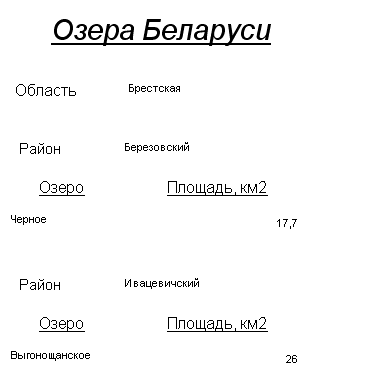 Озера Беларуси
Область Брестская
Район Березовский
Озеро Площадь, км2
Черное 17,7
Район Ивацевичский
Озеро Площадь, км2
Выгонощанское 26